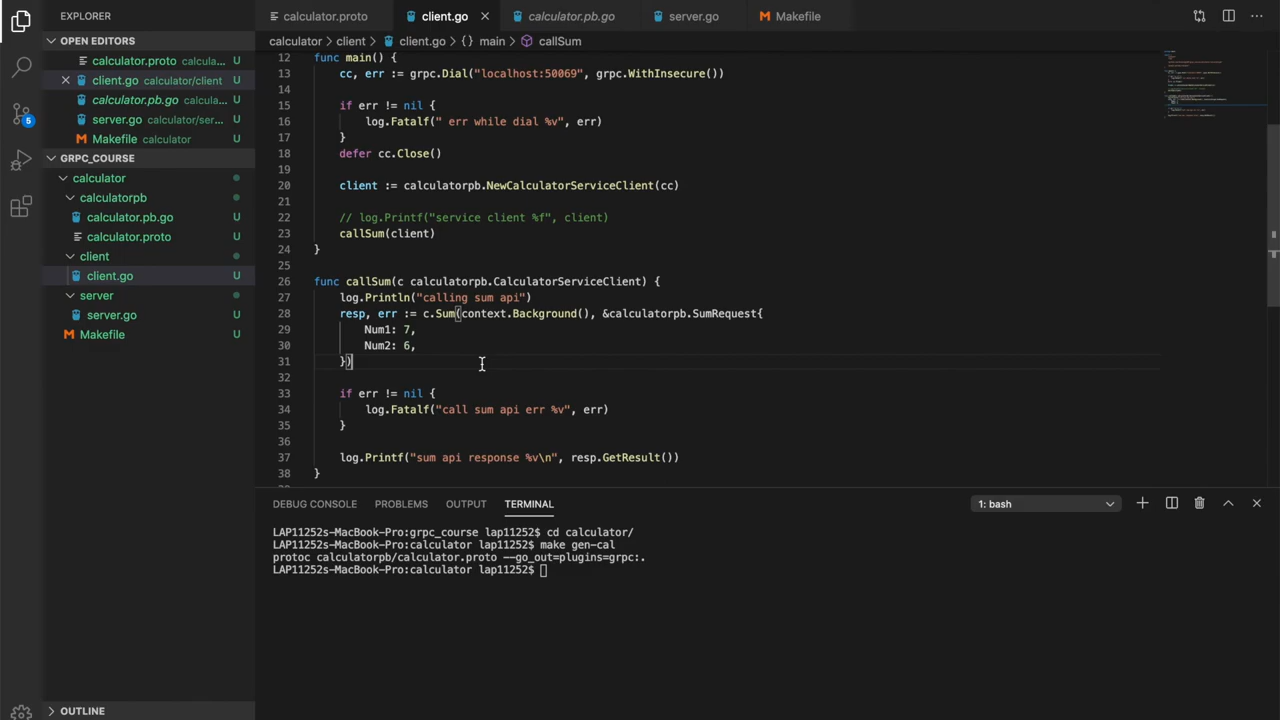 EXPLORER
OPEN EDITORS
calculator.proto calculator/... U
client.go calculator/client U
calculator.pb.go calcula... U
server.go calculator/ser... U
Makefile calculator U
GRPC_COURSE
calculator
calculatorpb
calculator.pb.go U
calculator.proto U
client
client.go U
server
server.go U
Makefile U
OUTLINE
5
calculator.proto client.go calculator.pb.go server.go Makefile
calculator > client > client.go > {} main > callSum
12 func main() {
13 cc, err := grpc.Dial("localhost:50069", grpc.WithInsecure())
14
15 if err != nil {
16 log.Fatalf(" err while dial %v", err)
17 }
18 defer cc.Close()
19
20 client := calculatorpb.NewCalculatorServiceClient(cc)
21
22 // log.Printf("service client %f", client)
23 callSum(client)
24 }
25
26 func callSum(c calculatorpb.CalculatorServiceClient) {
27 log.Println("calling sum api")
28 resp, err := c.Sum(context.Background(), &calculatorpb.SumRequest{
29 Num1: 7,
30 Num2: 6,
31 })
32
33 if err != nil {
34 log.Fatalf("call sum api err %v", err)
35 }
36
37 log.Printf("sum api response %v\n", resp.GetResult())
38 }
DEBUG CONSOLE PROBLEMS OUTPUT TERMINAL 1: bash
LAP11252s-MacBook-Pro:grpc_course lap11252$ cd calculator/
LAP11252s-MacBook-Pro:calculator lap11252$ make gen-cal
protoc calculatorpb/calculator.proto --go_out=plugins=grpc:.
LAP11252s-MacBook-Pro:calculator lap11252$